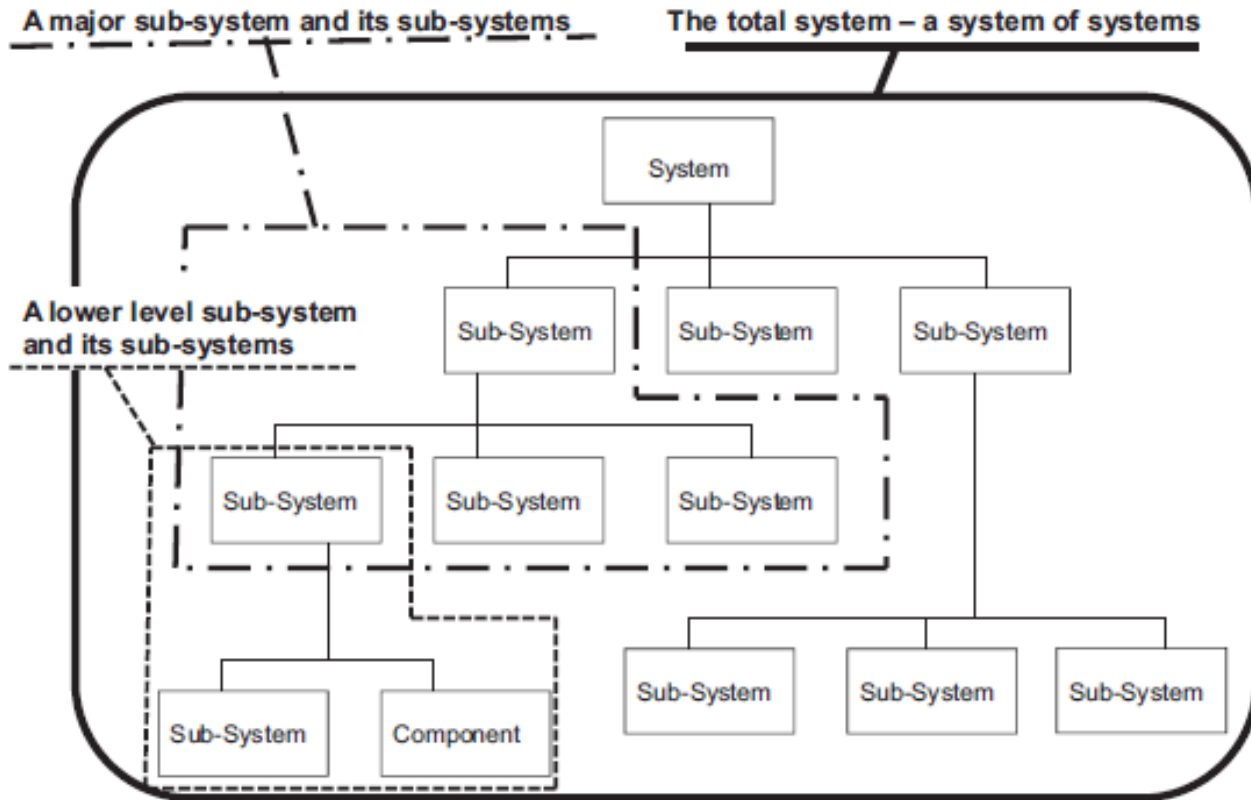 A major sub-system and its sub-systems
The total system – a system of systems
System
A lower level sub-system
and its sub-systems
Sub-System
Sub-System
Sub-System
Sub-System
Sub-System
Sub-System
Sub-System
Component
Sub-System
Sub-System
Sub-System